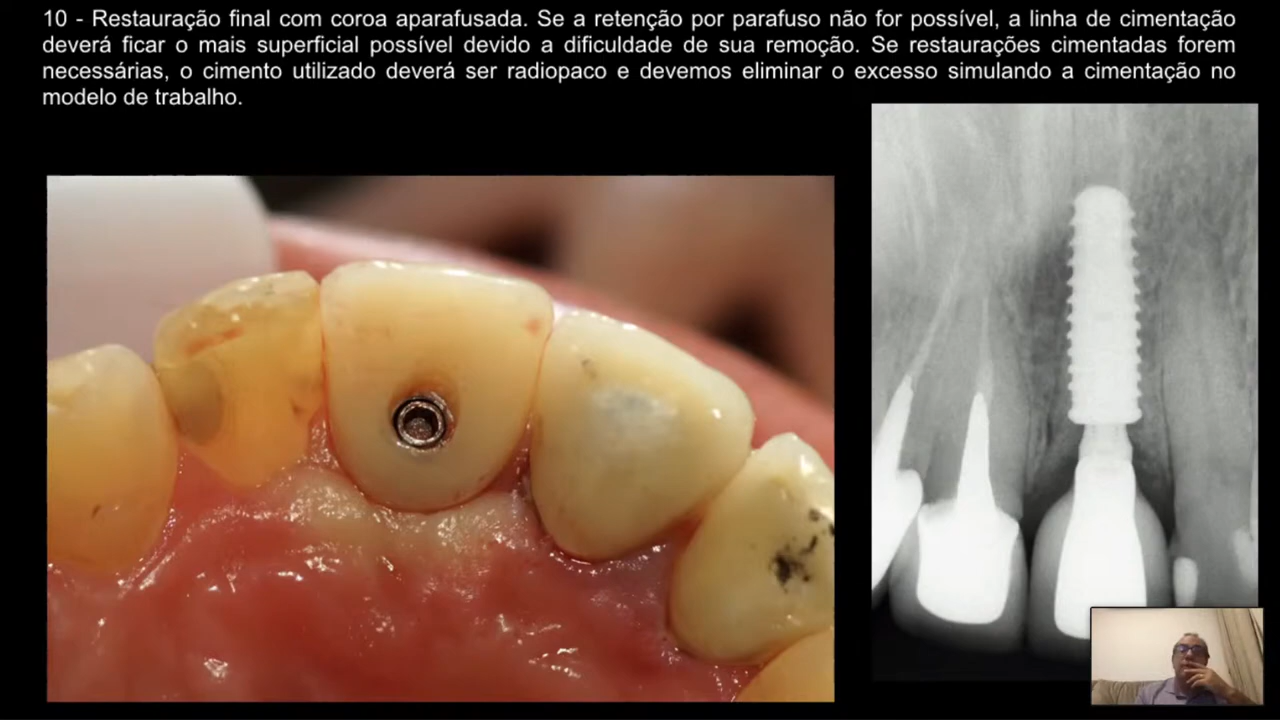 10 - Restauração final com coroa aparafusada. Se a retenção por parafuso não for possível, a linha de cimentação
deverá ficar o mais superficial possível devido a dificuldade de sua remoção. Se restaurações cimentadas forem
necessárias, o cimento utilizado deverá ser radiopaco e devemos eliminar o excesso simulando a cimentação no
modelo de trabalho.